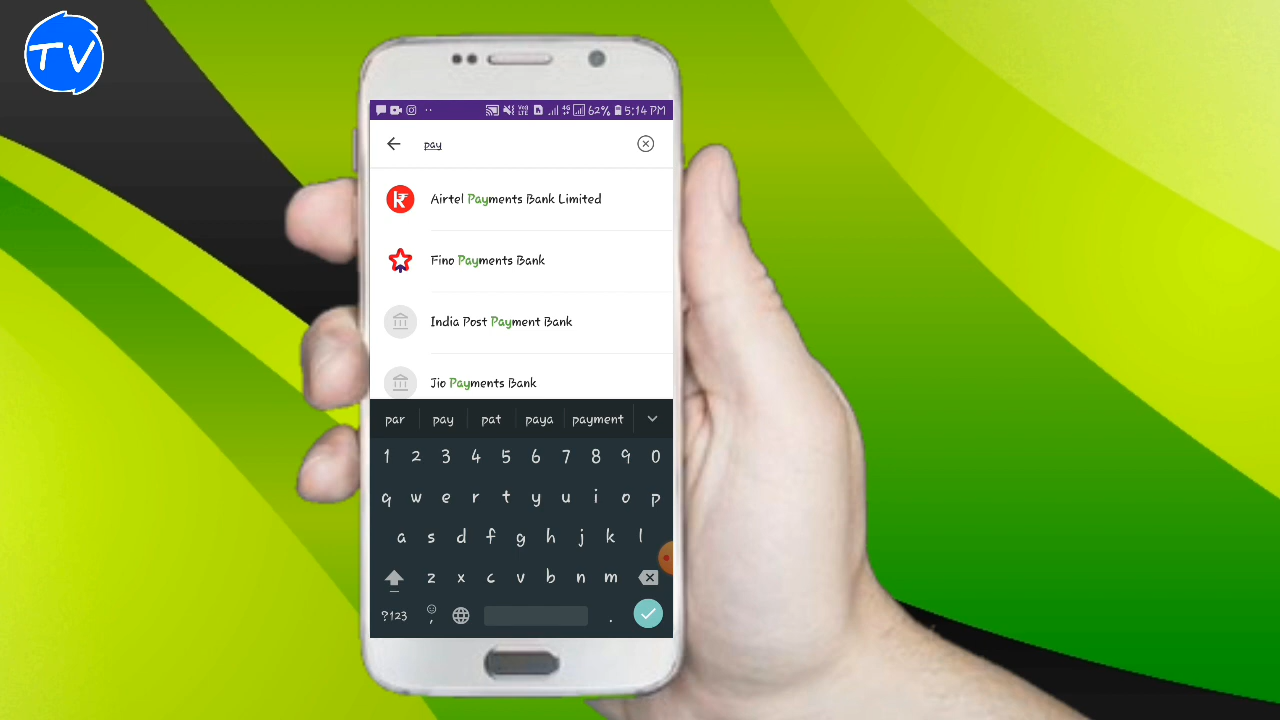 TV
62% 5:14 PM
pay
Airtel Payments Bank Limited
Fino Payments Bank
India Post Payment Bank
Jio Payments Bank
par pay pat paya payment
1 2 3 4 5 6 7 8 9 0
q w e r t y u i o p
a s d f g h j k l
z x c v b n m
?123 , .